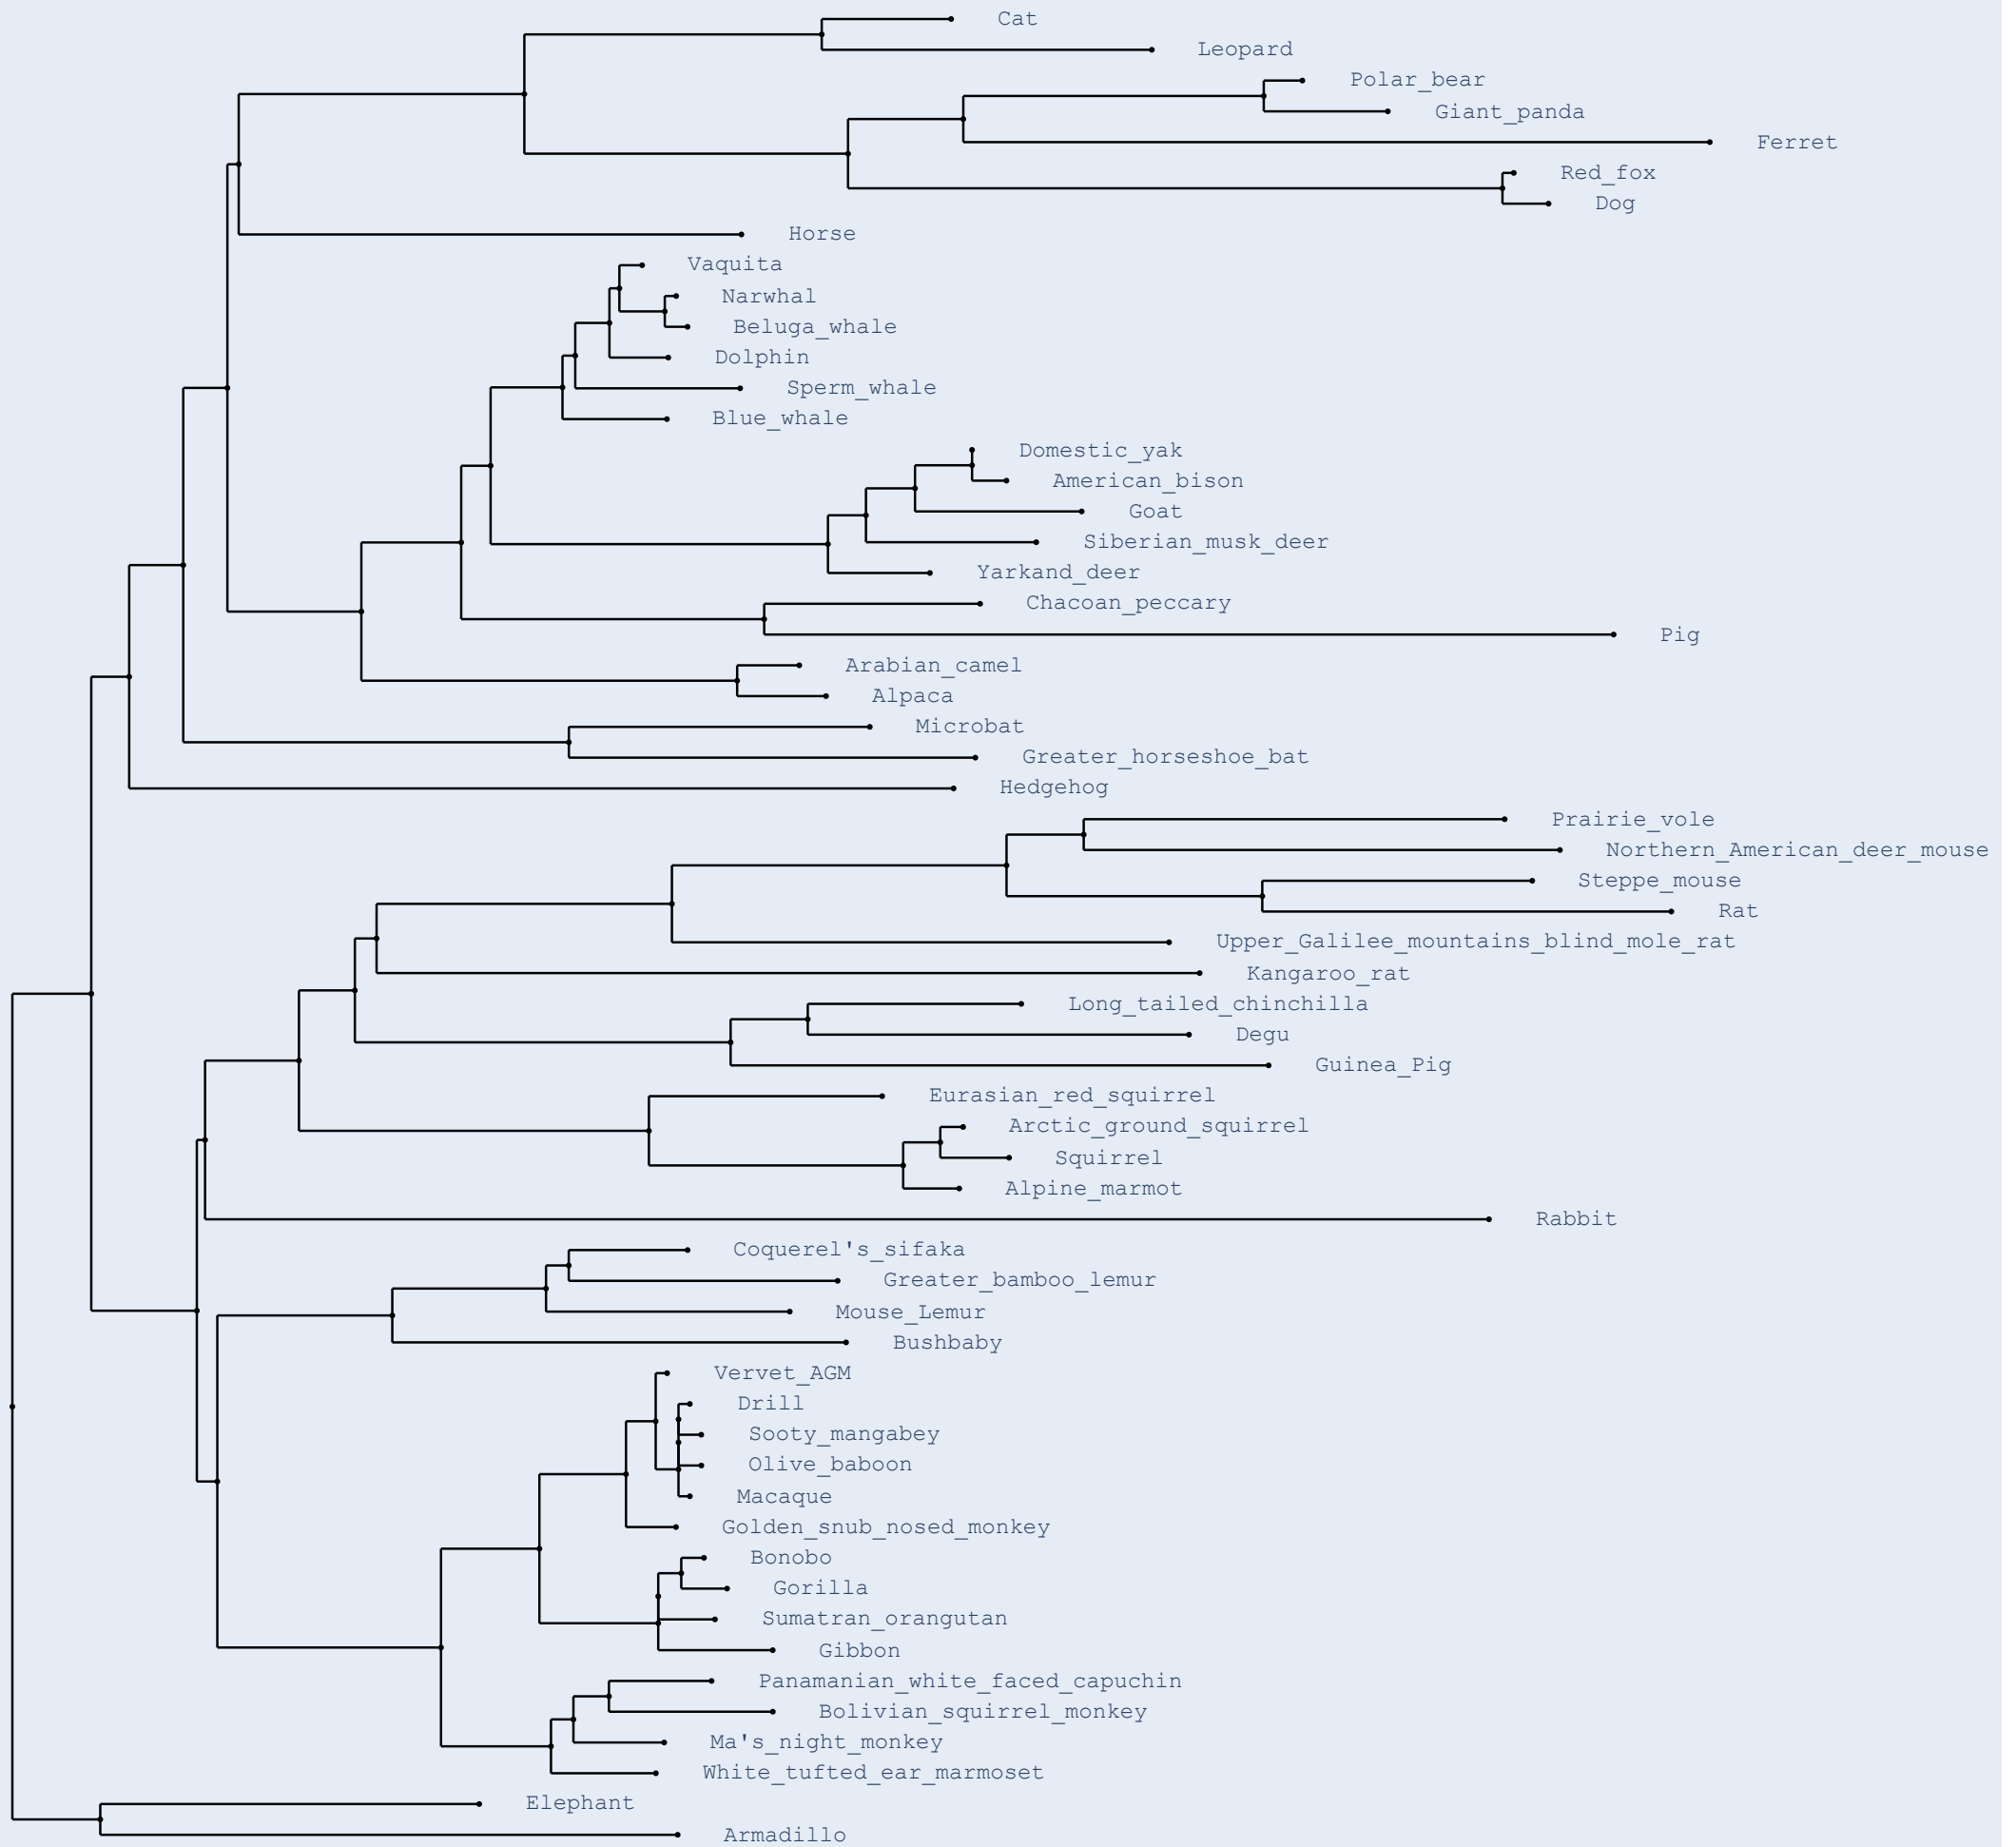 Cat
Leopard
Polar_bear
Giant_panda
Ferret
Red_fox
Dog
Horse
Vaquita
Narwhal
Beluga_whale
Dolphin
Sperm_whale
Blue_whale
Domestic_yak
American_bison
Goat
Siberian_musk_deer
Yarkand_deer
Chacoan_peccary
Pig
Arabian_camel
Alpaca
Microbat
Greater_horseshoe_bat
Hedgehog
Prairie_vole
Northern_American_deer_mouse
Steppe_mouse
Rat
Upper_Galilee_mountains_blind_mole_rat
Kangaroo_rat
Long_tailed_chinchilla
Degu
Guinea_Pig
Eurasian_red_squirrel
Arctic_ground_squirrel
Squirrel
Alpine_marmot
Rabbit
Coquerel's_sifaka
Greater_bamboo_lemur
Mouse_Lemur
Bushbaby
Vervet_AGM
Drill
Sooty_mangabey
Olive_baboon
Macaque
Golden_snub_nosed_monkey
Bonobo
Gorilla
Sumatran_orangutan
Gibbon
Panamanian_white_faced_capuchin
Bolivian_squirrel_monkey
Ma's_night_monkey
White_tufted_ear_marmoset
Elephant
Armadillo